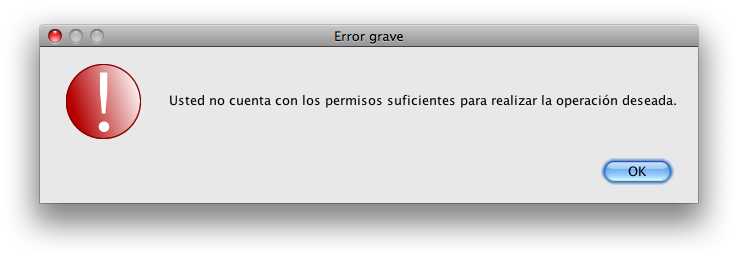 Error grave
Usted no cuenta con los permisos suficientes para realizar la operación deseada.
OK